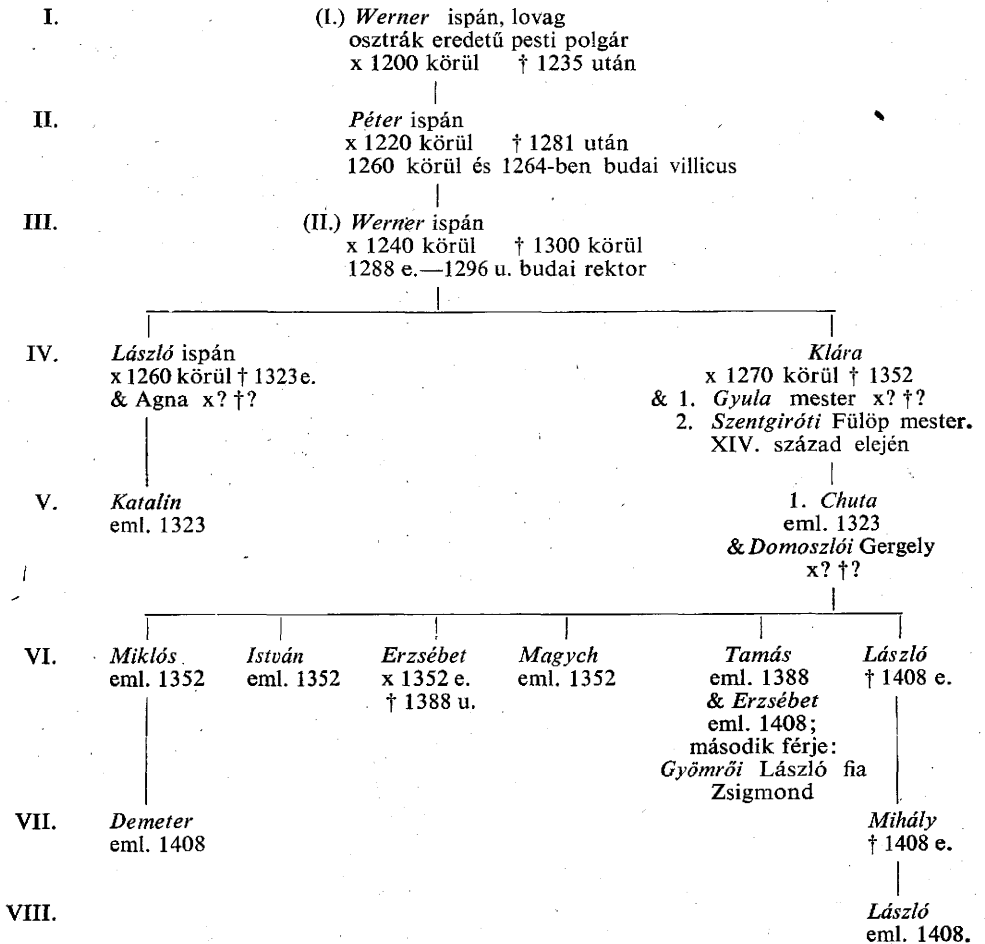 I. (I.) Werner ispán, lovag
osztrák eredetű pesti polgár
x 1200 körül † 1235 után
II. Péter ispán
x 1220 körül † 1281 után
1260 körül és 1264-ben budai villicus
III. (II.) Werner ispán
x 1240 körül † 1300 körül
1288 e.—1296 u. budai rektor
IV. László ispán
x 1260 körül † 1323 e.
& Agna x? †?
Klára
x 1270 körül † 1352
& 1. Gyula mester x? †?
2. Szentgiróti Fülöp mester.
XIV. század elején
V. Katalin
eml. 1323
1. Chuta
eml. 1323
& Domoszlói Gergely
x? †?
VI. Miklós
eml. 1352
István
eml. 1352
Erzsébet
x 1352 e.
† 1388 u.
Magych
eml. 1352
Tamás
eml. 1388
& Erzsébet
eml. 1408;
második férje:
Gyömrői László fia
Zsigmond
László
† 1408 e.
VII. Demeter
eml. 1408
Mihály
† 1408 e.
VIII. László
eml. 1408.